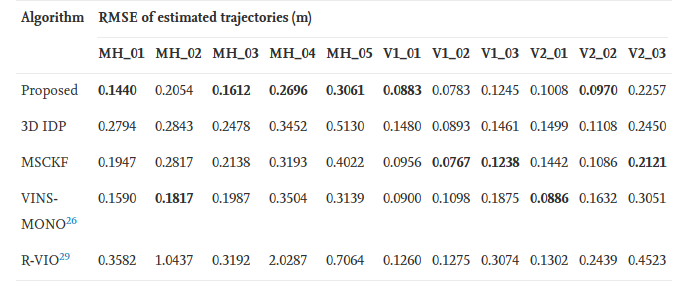 Algorithm RMSE of estimated trajectories (m)
MH_01 MH_02 MH_03 MH_04 MH_05 V1_01 V1_02 V1_03 V2_01 V2_02 V2_03
Proposed 0.1440 0.2054 0.1612 0.2696 0.3061 0.0883 0.0783 0.1245 0.1008 0.0970 0.2257
3D IDP 0.2794 0.2843 0.2478 0.3452 0.5130 0.1480 0.0893 0.1461 0.1499 0.1108 0.2450
MSCKF 0.1947 0.2817 0.2138 0.3193 0.4022 0.0956 0.0767 0.1238 0.1442 0.1086 0.2121
VINS- 0.1590 0.1817 0.1987 0.3504 0.3139 0.0900 0.1098 0.1875 0.0886 0.1632 0.3051
MONO26
R-VIO29 0.3582 1.0437 0.3192 2.0287 0.7064 0.1260 0.1275 0.3074 0.1302 0.2439 0.4523